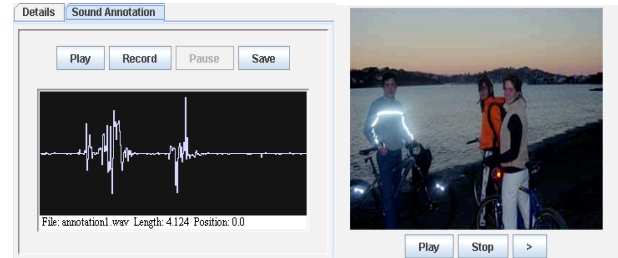 Details Sound Annotation
Play Record Pause Save
File: annotation1.wav Length: 4.124 Position: 0.0
Play Stop >